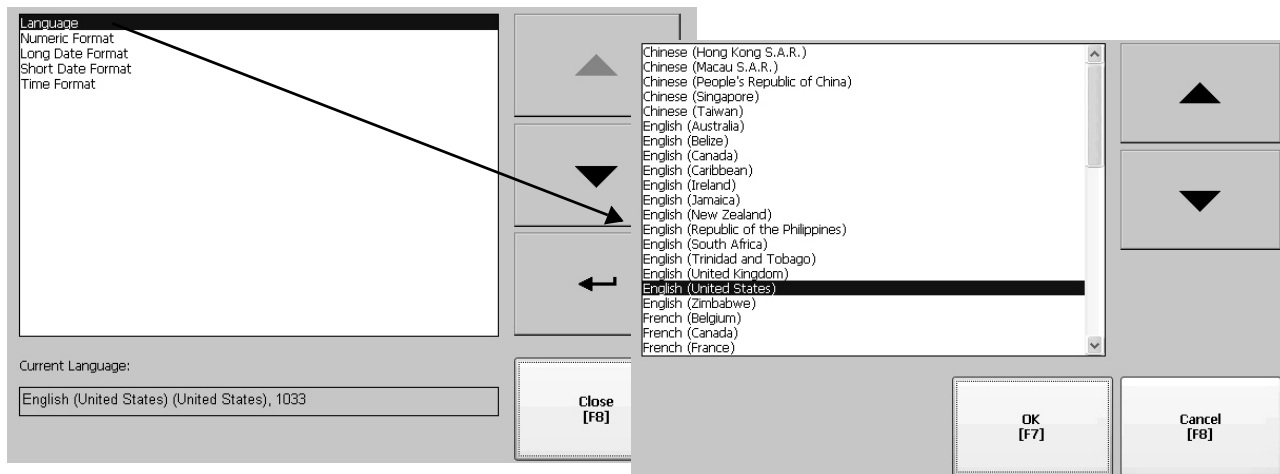 Language
Numeric Format
Long Date Format
Short Date Format
Time Format
Current Language:
English (United States) (United States), 1033
Close
[F8]
Chinese (Hong Kong S.A.R.)
Chinese (Macau S.A.R.)
Chinese (People's Republic of China)
Chinese (Singapore)
Chinese (Taiwan)
English (Australia)
English (Belize)
English (Canada)
English (Caribbean)
English (Ireland)
English (Jamaica)
English (New Zealand)
English (Republic of the Philippines)
English (South Africa)
English (Trinidad and Tobago)
English (United Kingdom)
English (United States)
English (Zimbabwe)
French (Belgium)
French (Canada)
French (France)
OK
[F7]
Cancel
[F8]